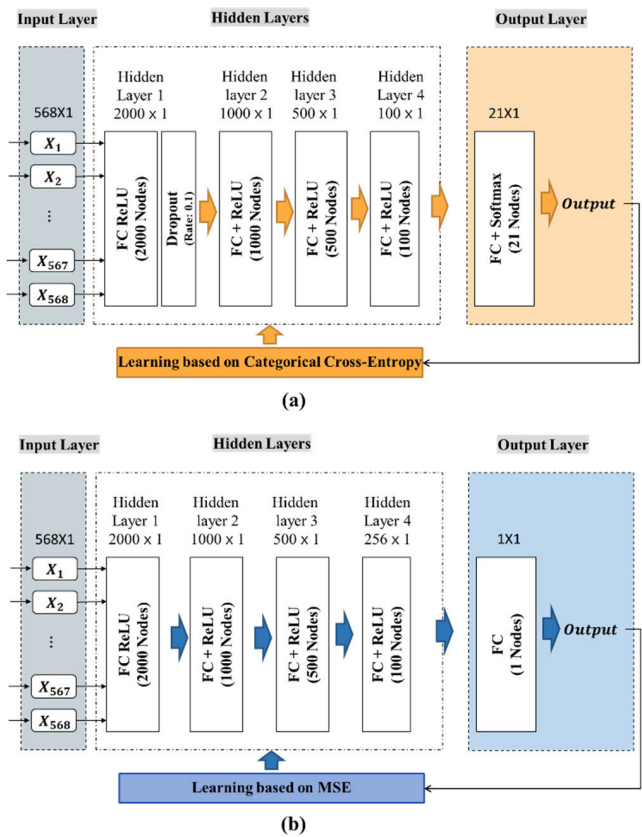 Input Layer
Hidden Layers
Output Layer
568X1
Hidden
Layer 1
2000 × 1
Hidden
layer 2
1000 × 1
Hidden
layer 3
500 × 1
Hidden
Layer 4
100 × 1
21X1
X1
X2
⋮
X567
X568
FC ReLU
(2000 Nodes)
Dropout
(Rate: 0.1)
FC + ReLU
(1000 Nodes)
FC + ReLU
(500 Nodes)
FC + ReLU
(100 Nodes)
FC + Softmax
(21 Nodes)
Output
Learning based on Categorical Cross-Entropy
(a)
Input Layer
Hidden Layers
Output Layer
568X1
Hidden
Layer 1
2000 × 1
Hidden
layer 2
1000 × 1
Hidden
layer 3
500 × 1
Hidden
Layer 4
256 × 1
1X1
X1
X2
⋮
X567
X568
FC ReLU
(2000 Nodes)
FC + ReLU
(1000 Nodes)
FC + ReLU
(500 Nodes)
FC + ReLU
(100 Nodes)
FC
(1 Nodes)
Output
Learning based on MSE
(b)